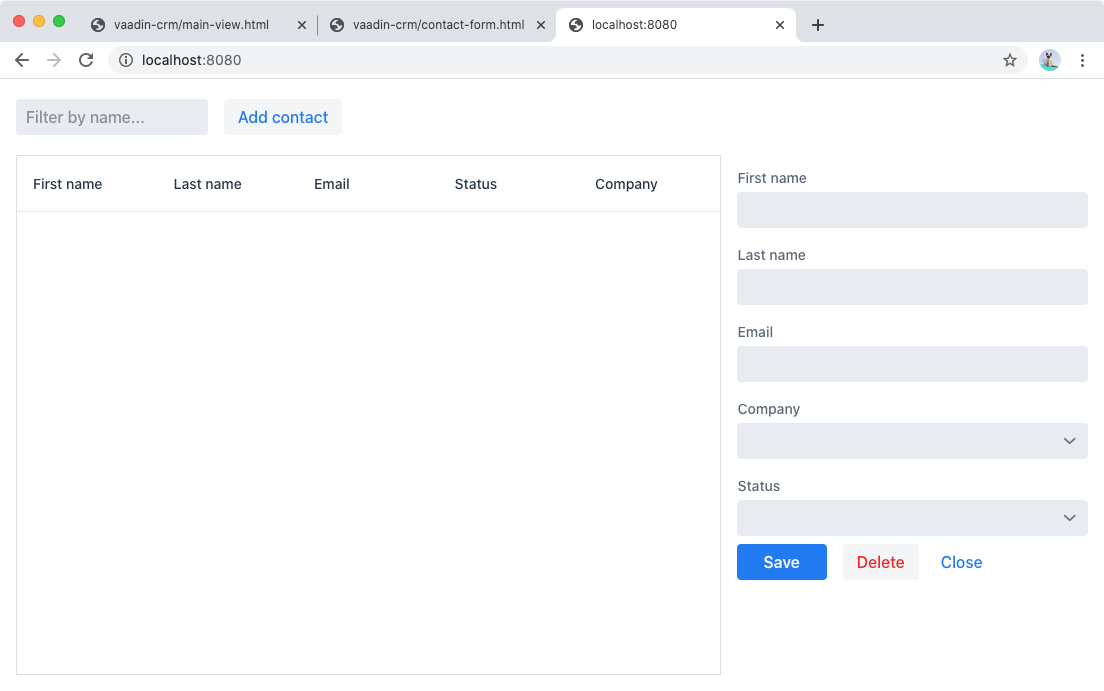 vaadin-crm/main-view.html vaadin-crm/contact-form.html localhost:8080
localhost:8080
Filter by name... Add contact
First name Last name Email Status Company
First name
Last name
Email
Company
Status
Save Delete Close